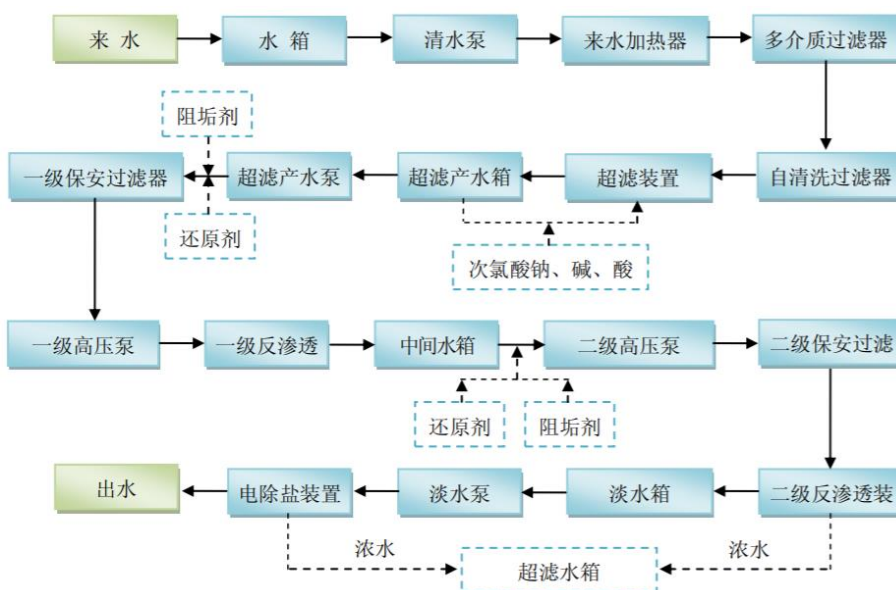 来 水
水 箱
清水泵
来水加热器
多介质过滤器
阻垢剂
一级保安过滤器
超滤产水泵
超滤产水箱
超滤装置
自清洗过滤器
还原剂
次氯酸钠、碱、酸
一级高压泵
一级反渗透
中间水箱
二级高压泵
二级保安过滤
还原剂
阻垢剂
出水
电除盐装置
淡水泵
淡水箱
二级反渗透装
浓水
浓水
超滤水箱